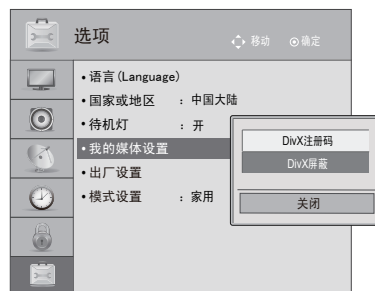 选项
移动 确定
• 语言(Language)
• 国家或地区 : 中国大陆
• 待机灯 : 开
• 我的媒体设置
• 出厂设置
• 模式设置 : 家用
DivX注册码
DivX屏蔽
关闭